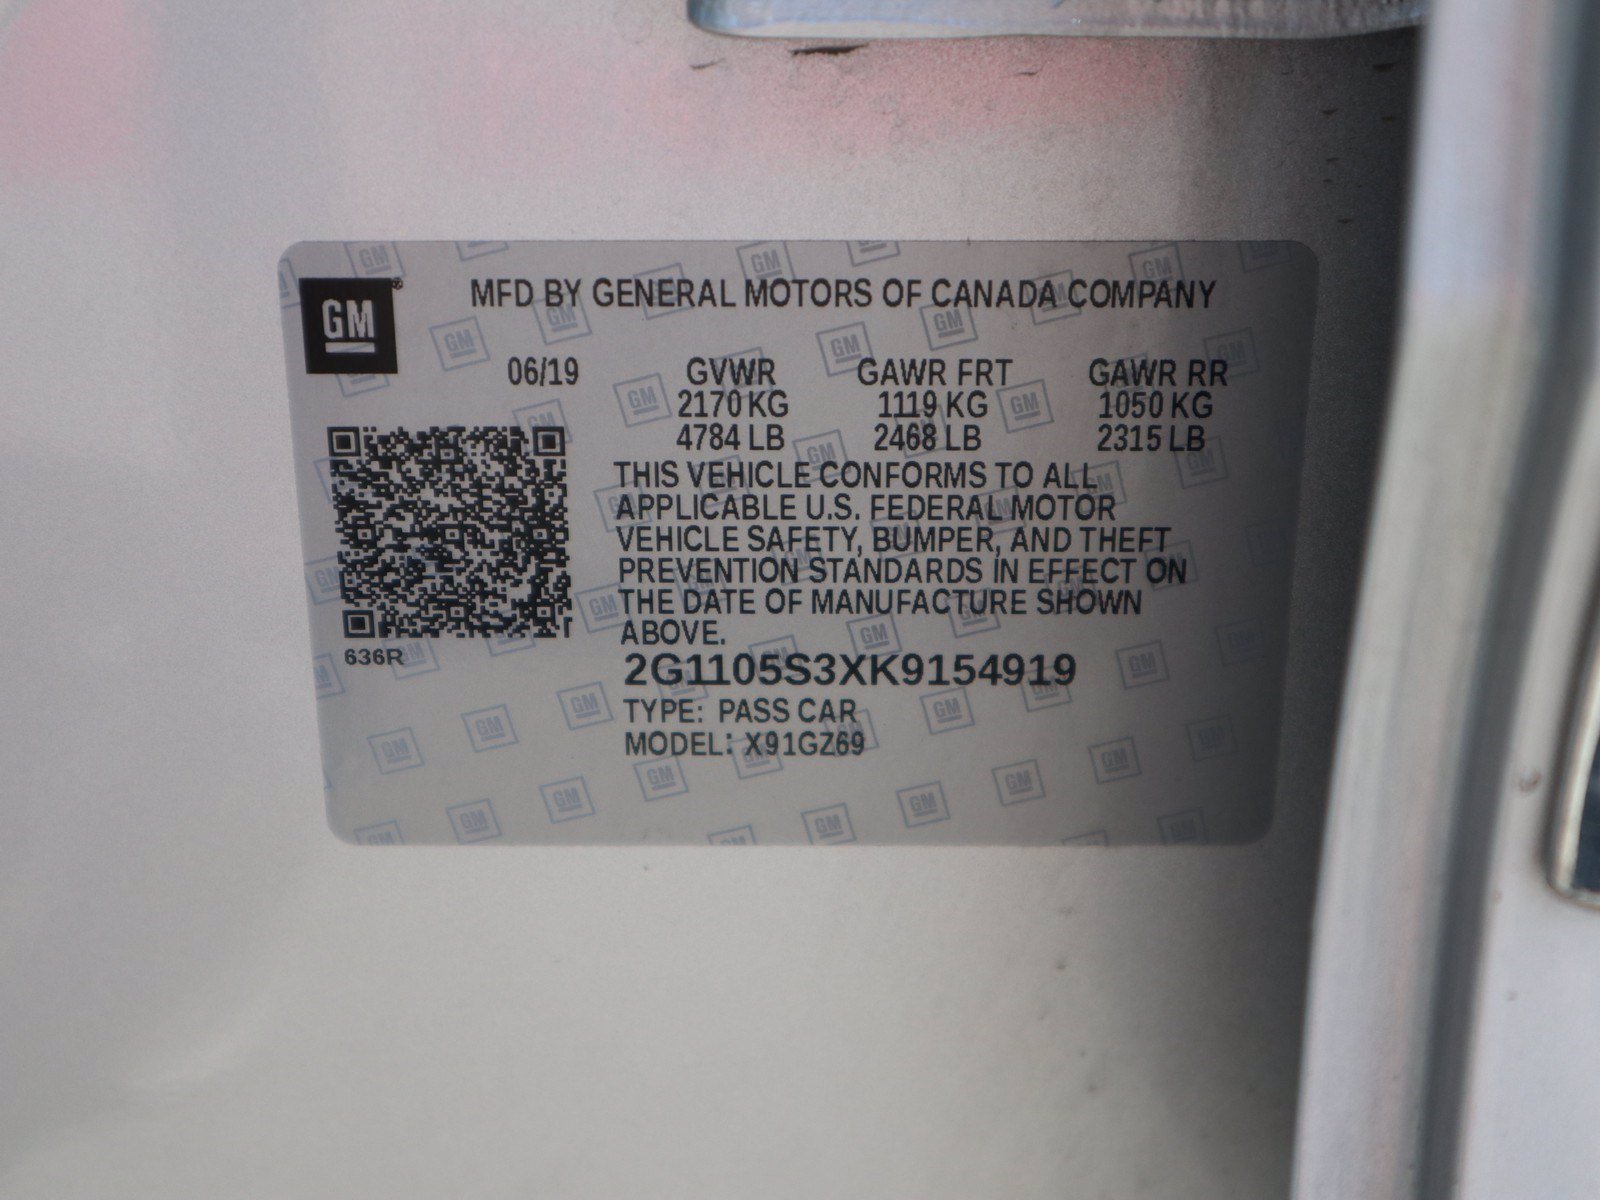 GM®
MFD BY GENERAL MOTORS OF CANADA COMPANY
06/19 GVWR GAWR FRT GAWR RR
2170 KG 1119 KG 1050 KG
4784 LB 2468 LB 2315 LB
THIS VEHICLE CONFORMS TO ALL
APPLICABLE U.S. FEDERAL MOTOR
VEHICLE SAFETY, BUMPER, AND THEFT
PREVENTION STANDARDS IN EFFECT ON
THE DATE OF MANUFACTURE SHOWN
ABOVE.
636R
2G1105S3XK9154919
TYPE: PASS CAR
MODEL: X91GZ69